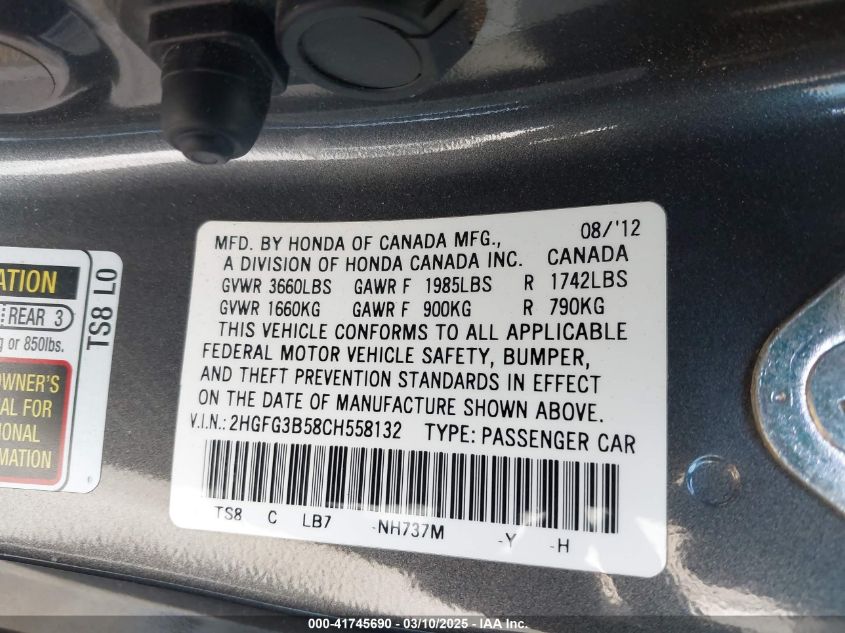 MFD. BY HONDA OF CANADA MFG., 08/'12
A DIVISION OF HONDA CANADA INC. CANADA
GVWR 3660LBS GAWR F 1985LBS R 1742LBS
GVWR 1660KG GAWR F 900KG R 790KG
THIS VEHICLE CONFORMS TO ALL APPLICABLE
FEDERAL MOTOR VEHICLE SAFETY, BUMPER,
AND THEFT PREVENTION STANDARDS IN EFFECT
ON THE DATE OF MANUFACTURE SHOWN ABOVE.
V.I.N.: 2HGFG3B58CH558132 TYPE: PASSENGER CAR
TS8 C LB7 -NH737M -Y -H
ATION
REAR 3
g or 850lbs.
OWNER'S
AL FOR
IONAL
RMATION
TS8 L0
000-41745690 - 03/10/2025 - IAA Inc.